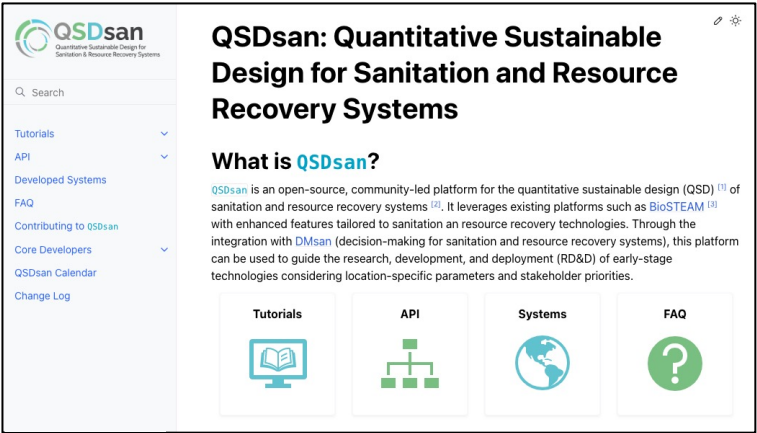 QSDsan
Quantitative Sustainable Design for
Sanitation & Resource Recovery Systems
Search
Tutorials
API
Developed Systems
FAQ
Contributing to QSDsan
Core Developers
QSDsan Calendar
Change Log
QSDsan: Quantitative Sustainable
Design for Sanitation and Resource
Recovery Systems
What is QSDsan?
QSDsan is an open-source, community-led platform for the quantitative sustainable design (QSD) [1] of
sanitation and resource recovery systems [2]. It leverages existing platforms such as BioSTEAM [3]
with enhanced features tailored to sanitation an resource recovery technologies. Through the
integration with DMsan (decision-making for sanitation and resource recovery systems), this platform
can be used to guide the research, development, and deployment (RD&D) of early-stage
technologies considering location-specific parameters and stakeholder priorities.
Tutorials
API
Systems
FAQ
?